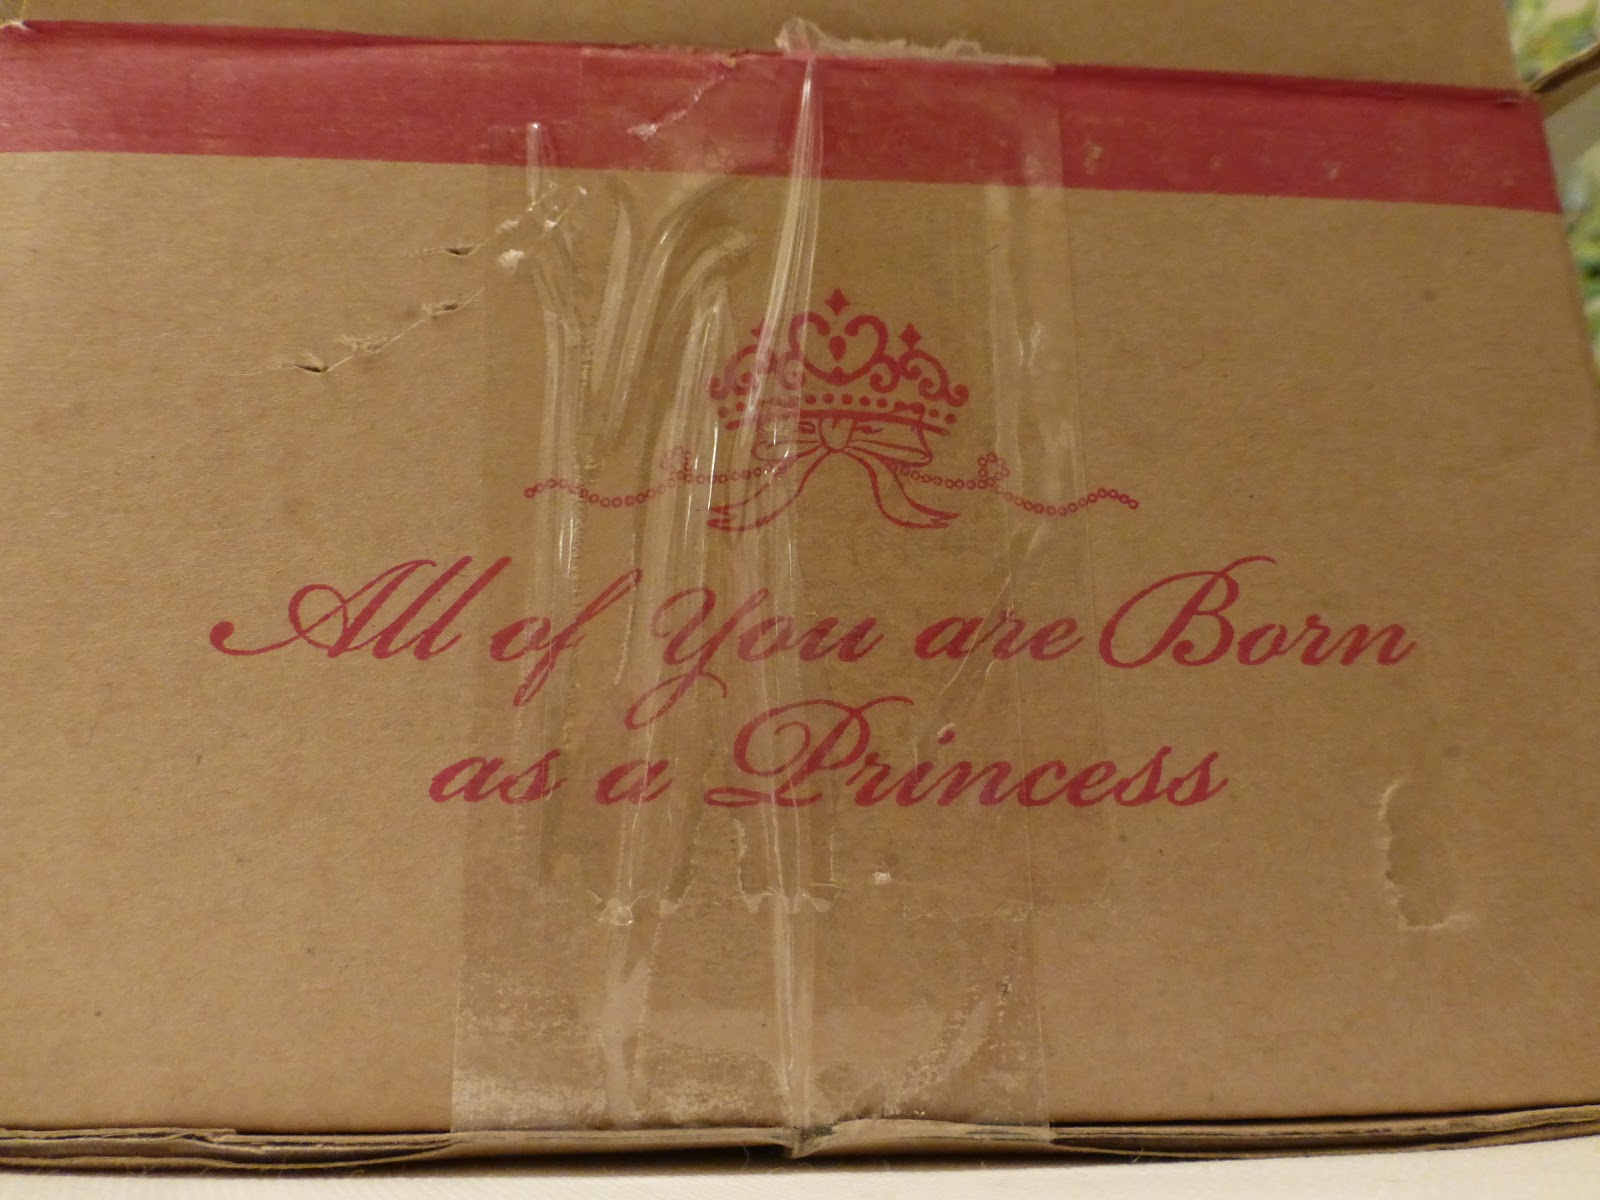 All of You are Born
as a Princess